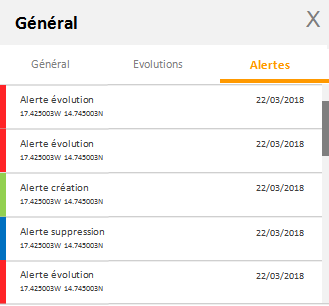 Général X
Général Evolutions Alertes
Alerte évolution 22/03/2018
17.425003W 14.745003N
Alerte évolution 22/03/2018
17.425003W 14.745003N
Alerte création 22/03/2018
17.425003W 14.745003N
Alerte suppression 22/03/2018
17.425003W 14.745003N
Alerte évolution 22/03/2018
17.425003W 14.745003N